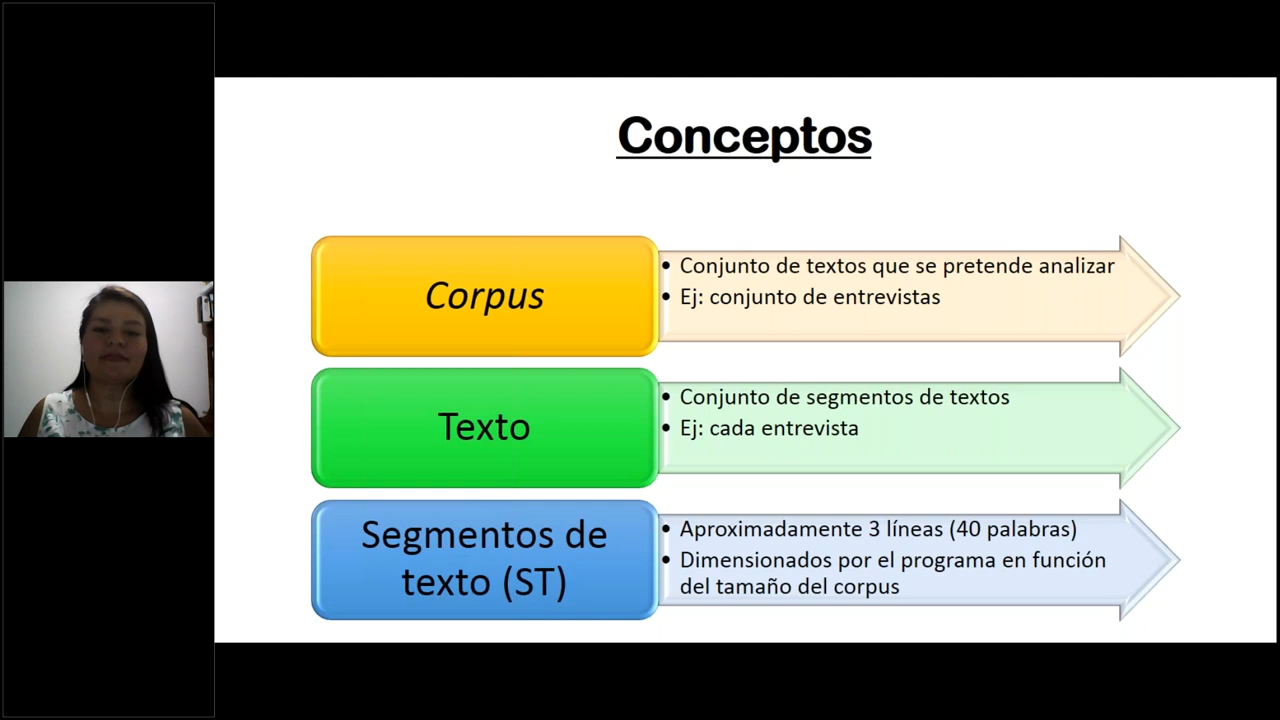 Conceptos
Corpus
• Conjunto de textos que se pretende analizar
• Ej: conjunto de entrevistas
Texto
• Conjunto de segmentos de textos
• Ej: cada entrevista
Segmentos de
texto (ST)
• Aproximadamente 3 líneas (40 palabras)
• Dimensionados por el programa en función
del tamaño del corpus